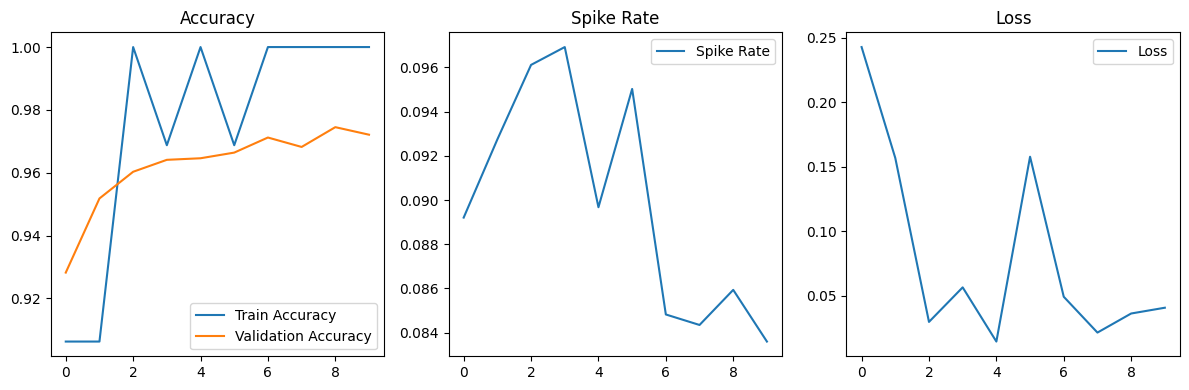 Accuracy
1.00
0.98
0.96
0.94
0.92
0 2 4 6 8
Train Accuracy
Validation Accuracy
Spike Rate
0.096
0.094
0.092
0.090
0.088
0.086
0.084
0 2 4 6 8
Spike Rate
Loss
0.25
0.20
0.15
0.10
0.05
0 2 4 6 8
Loss